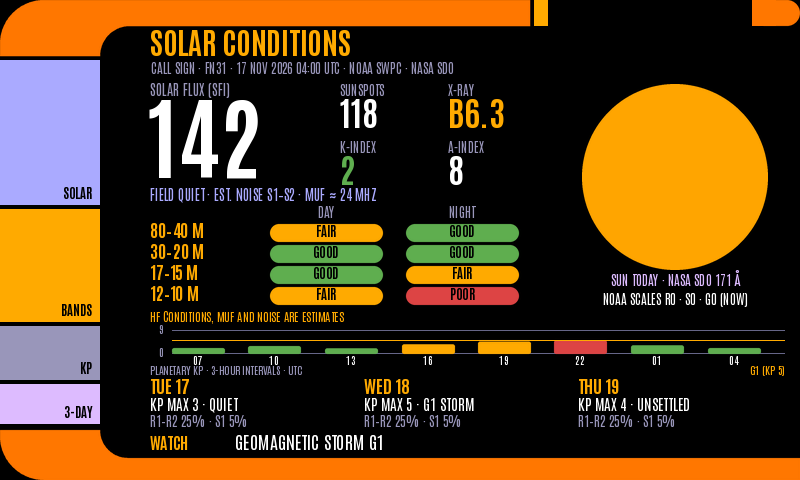 SOLAR CONDITIONS
CALL SIGN · FN31 · 17 NOV 2026 04:00 UTC · NOAA SWPC · NASA SDO
SOLAR FLUX (SFI)
142
SUNSPOTS
118
X-RAY
B6.3
K-INDEX
2
A-INDEX
8
FIELD QUIET · EST. NOISE S1-S2 · MUF ≈ 24 MHZ
DAY NIGHT
80-40 M FAIR GOOD
30-20 M GOOD GOOD
17-15 M GOOD FAIR
12-10 M FAIR POOR
HF CONDITIONS, MUF AND NOISE ARE ESTIMATES
SUN TODAY · NASA SDO 171 Å
NOAA SCALES R0 · S0 · G0 (NOW)
SOLAR
BANDS
KP
3-DAY
9
0
07 10 13 16 19 22 01 04
PLANETARY KP · 3-HOUR INTERVALS · UTC
G1 (KP 5)
TUE 17
KP MAX 3 · QUIET
R1-R2 25% · S1 5%
WED 18
KP MAX 5 · G1 STORM
R1-R2 25% · S1 5%
THU 19
KP MAX 4 · UNSETTLED
R1-R2 25% · S1 5%
WATCH GEOMAGNETIC STORM G1